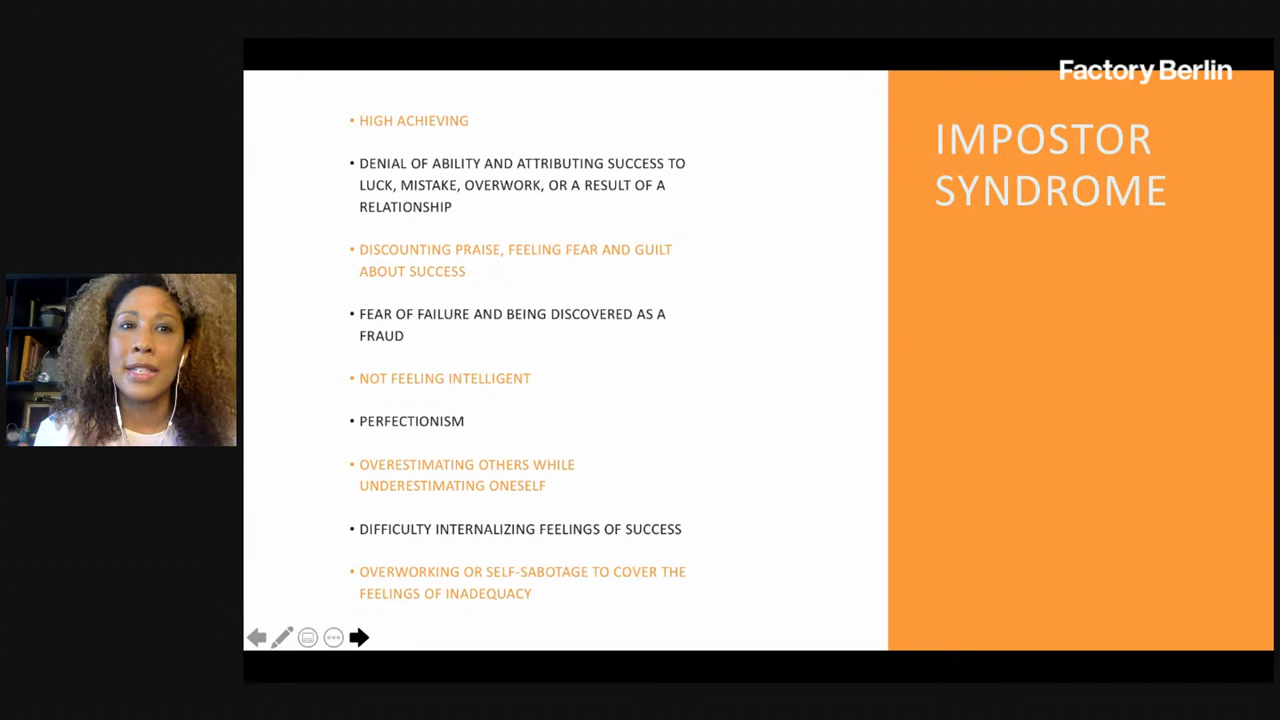 Factory Berlin
IMPOSTOR
SYNDROME
• HIGH ACHIEVING
• DENIAL OF ABILITY AND ATTRIBUTING SUCCESS TO
LUCK, MISTAKE, OVERWORK, OR A RESULT OF A
RELATIONSHIP
• DISCOUNTING PRAISE, FEELING FEAR AND GUILT
ABOUT SUCCESS
• FEAR OF FAILURE AND BEING DISCOVERED AS A
FRAUD
• NOT FEELING INTELLIGENT
• PERFECTIONISM
• OVERESTIMATING OTHERS WHILE
UNDERESTIMATING ONESELF
• DIFFICULTY INTERNALIZING FEELINGS OF SUCCESS
• OVERWORKING OR SELF-SABOTAGE TO COVER THE
FEELINGS OF INADEQUACY